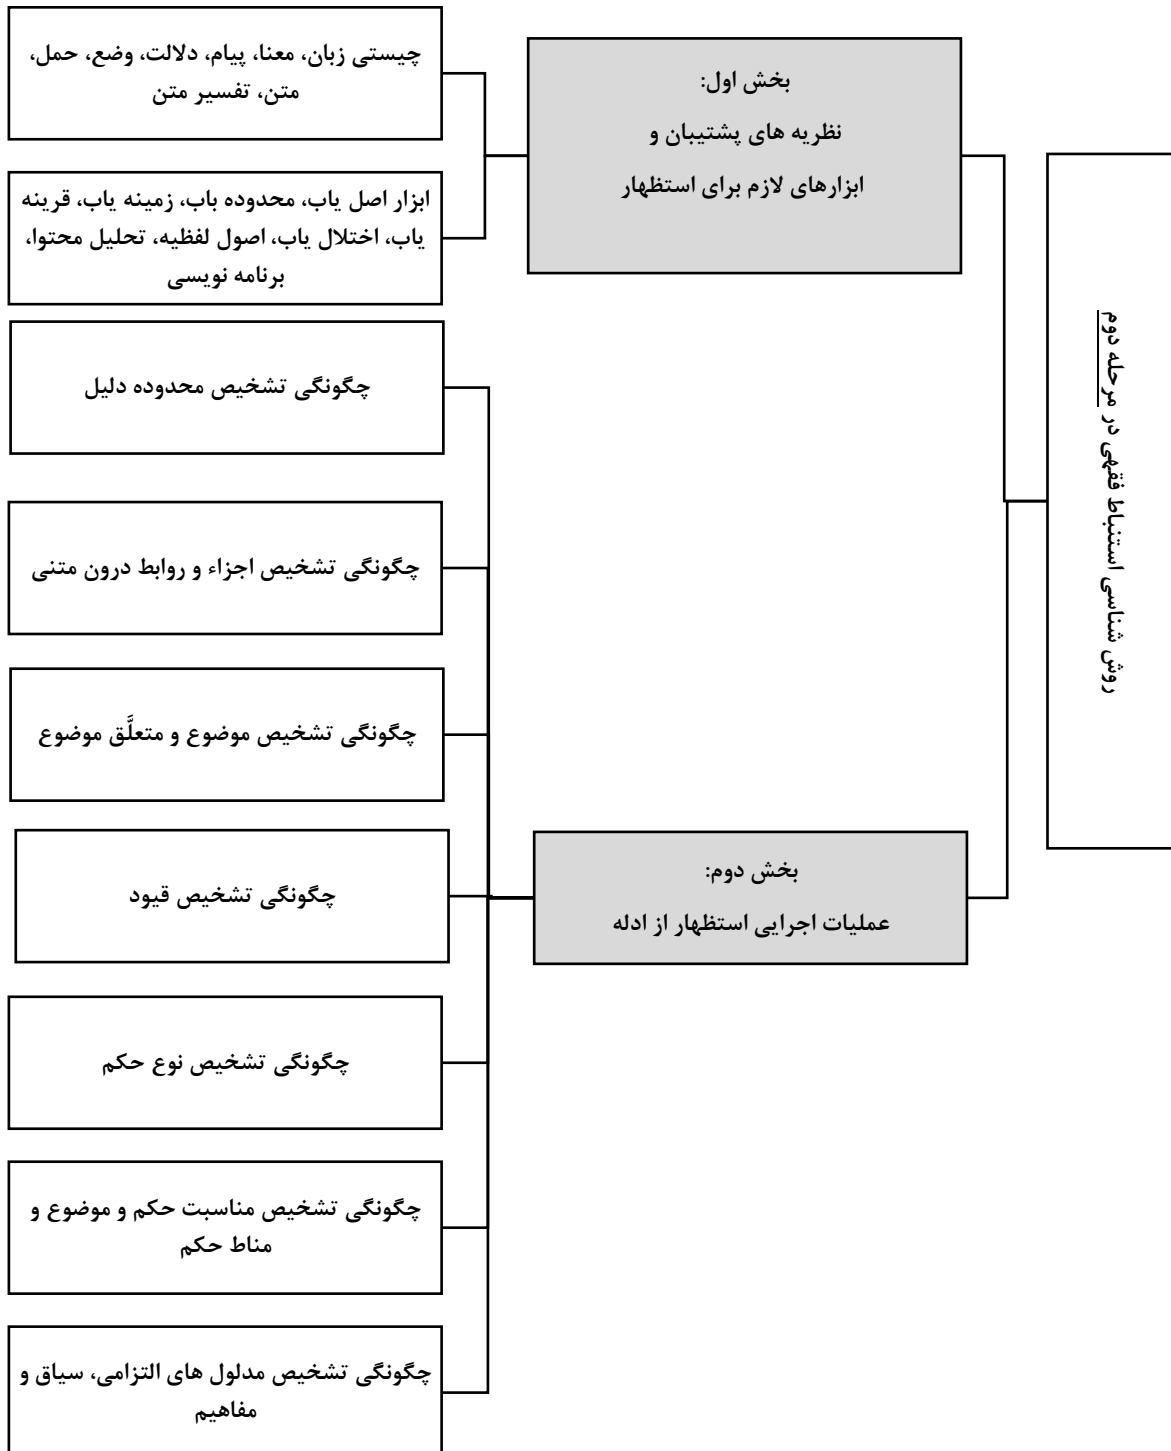 روش شناسی استنباط فقهی در مرحله دوم
بخش اول:
نظریه های پشتیبان و
ابزارهای لازم برای استظهار
چیستی زبان، معنا، پیام، دلالت، وضع، حمل،
متن، تفسیر متن
ابزار اصل یاب، محدوده باب، زمینه یاب، قرینه
یاب، اختلال یاب، اصول لفظیه، تحلیل محتوا،
برنامه نویسی
بخش دوم:
عملیات اجرایی استظهار از ادله
چگونگی تشخیص محدوده دلیل
چگونگی تشخیص اجزاء و روابط درون متنی
چگونگی تشخیص موضوع و متعلَّق موضوع
چگونگی تشخیص قیود
چگونگی تشخیص نوع حکم
چگونگی تشخیص مناسبت حکم و موضوع و
مناط حکم
چگونگی تشخیص مدلول های التزامی، سیاق و
مفاهیم